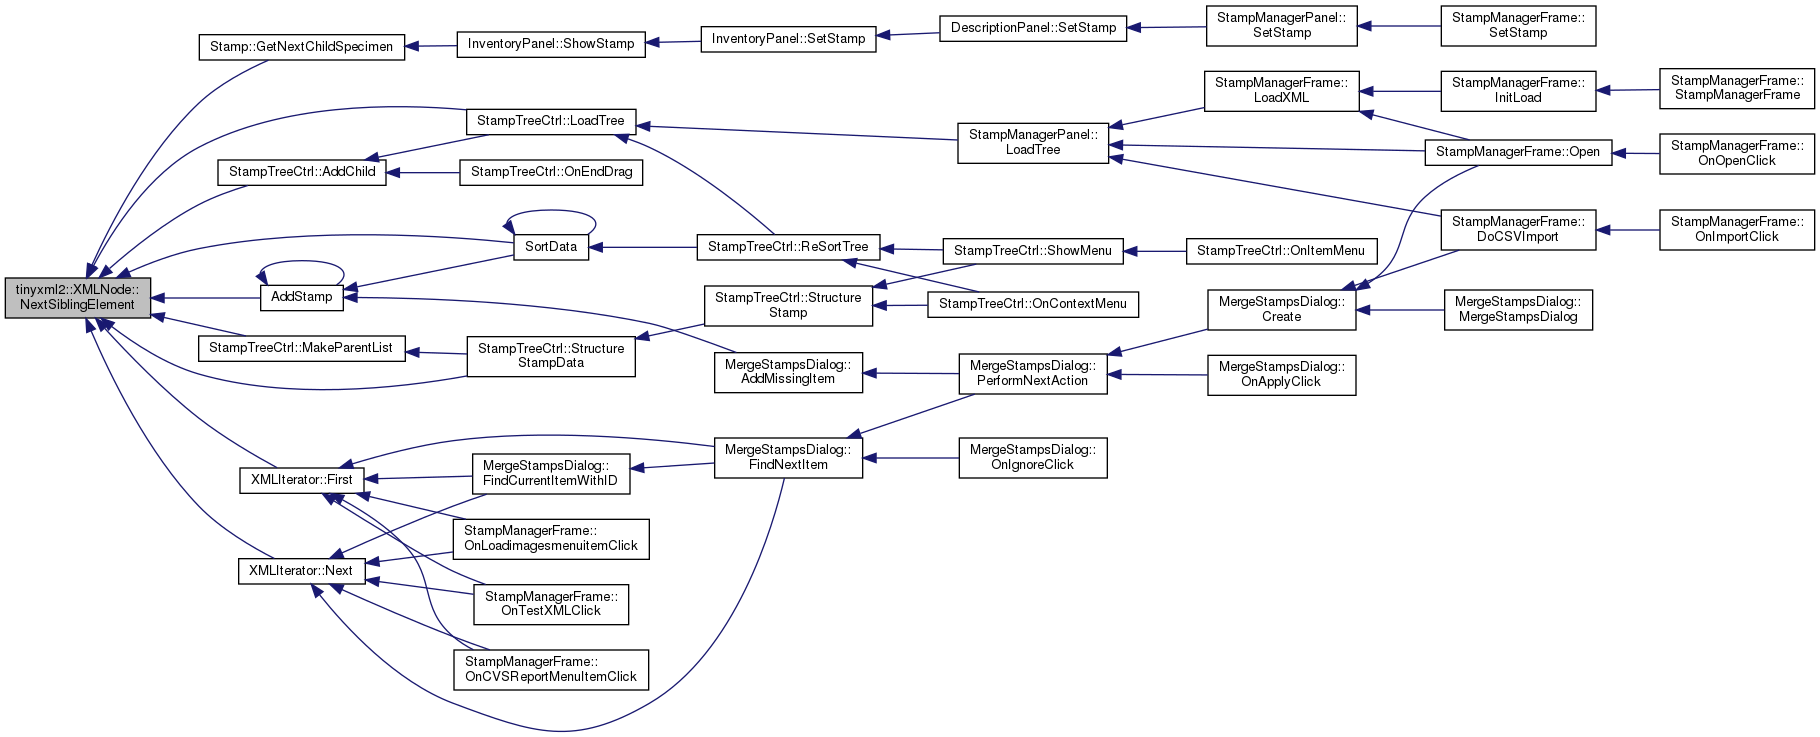 tinyxml2::XMLNode::
NextSiblingElement
Stamp::GetNextChildSpecimen
InventoryPanel::ShowStamp
InventoryPanel::SetStamp
DescriptionPanel::SetStamp
StampManagerPanel::
SetStamp
StampManagerFrame::
SetStamp
StampTreeCtrl::LoadTree
StampManagerPanel::
LoadTree
StampManagerFrame::
LoadXML
StampManagerFrame::
InitLoad
StampManagerFrame::
StampManagerFrame
StampManagerFrame::Open
StampManagerFrame::
OnOpenClick
StampTreeCtrl::AddChild
StampTreeCtrl::OnEndDrag
StampManagerFrame::
DoCSVImport
StampManagerFrame::
OnImportClick
SortData
StampTreeCtrl::ReSortTree
StampTreeCtrl::ShowMenu
StampTreeCtrl::OnItemMenu
AddStamp
StampTreeCtrl::Structure
Stamp
StampTreeCtrl::OnContextMenu
MergeStampsDialog::
Create
MergeStampsDialog::
MergeStampsDialog
StampTreeCtrl::MakeParentList
StampTreeCtrl::Structure
StampData
MergeStampsDialog::
AddMissingItem
MergeStampsDialog::
PerformNextAction
MergeStampsDialog::
OnApplyClick
XMLIterator::First
MergeStampsDialog::
FindCurrentItemWithID
MergeStampsDialog::
FindNextItem
MergeStampsDialog::
OnIgnoreClick
StampManagerFrame::
OnLoadimagesmenuitemClick
XMLIterator::Next
StampManagerFrame::
OnTestXMLClick
StampManagerFrame::
OnCVSReportMenuItemClick